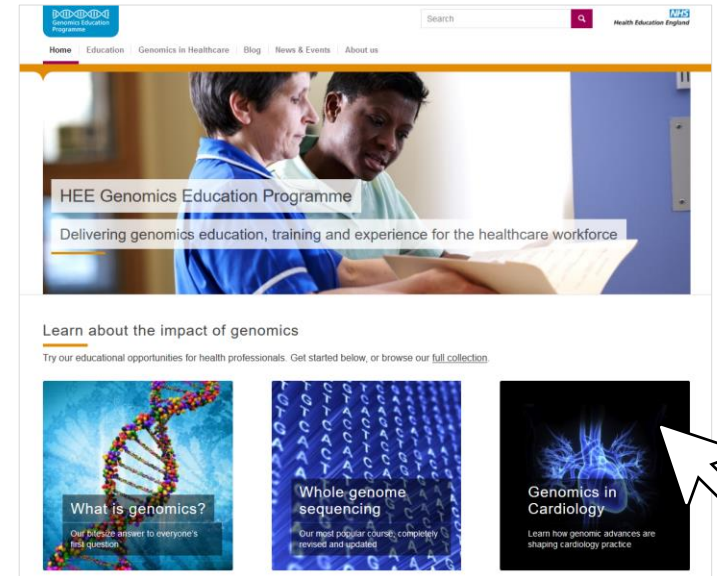 Genomics Education
Programme
Search
NHS
Health Education England
Home Education Genomics in Healthcare Blog News & Events About us
HEE Genomics Education Programme
Delivering genomics education, training and experience for the healthcare workforce
Learn about the impact of genomics
Try our educational opportunities for health professionals. Get started below, or browse our full collection.
What is genomics?
Our bitesize answer to everyone's
first question
Whole genome
sequencing
Our most popular course, completely
revised and updated
Genomics in
Cardiology
Learn how genomic advances are
shaping cardiology practice